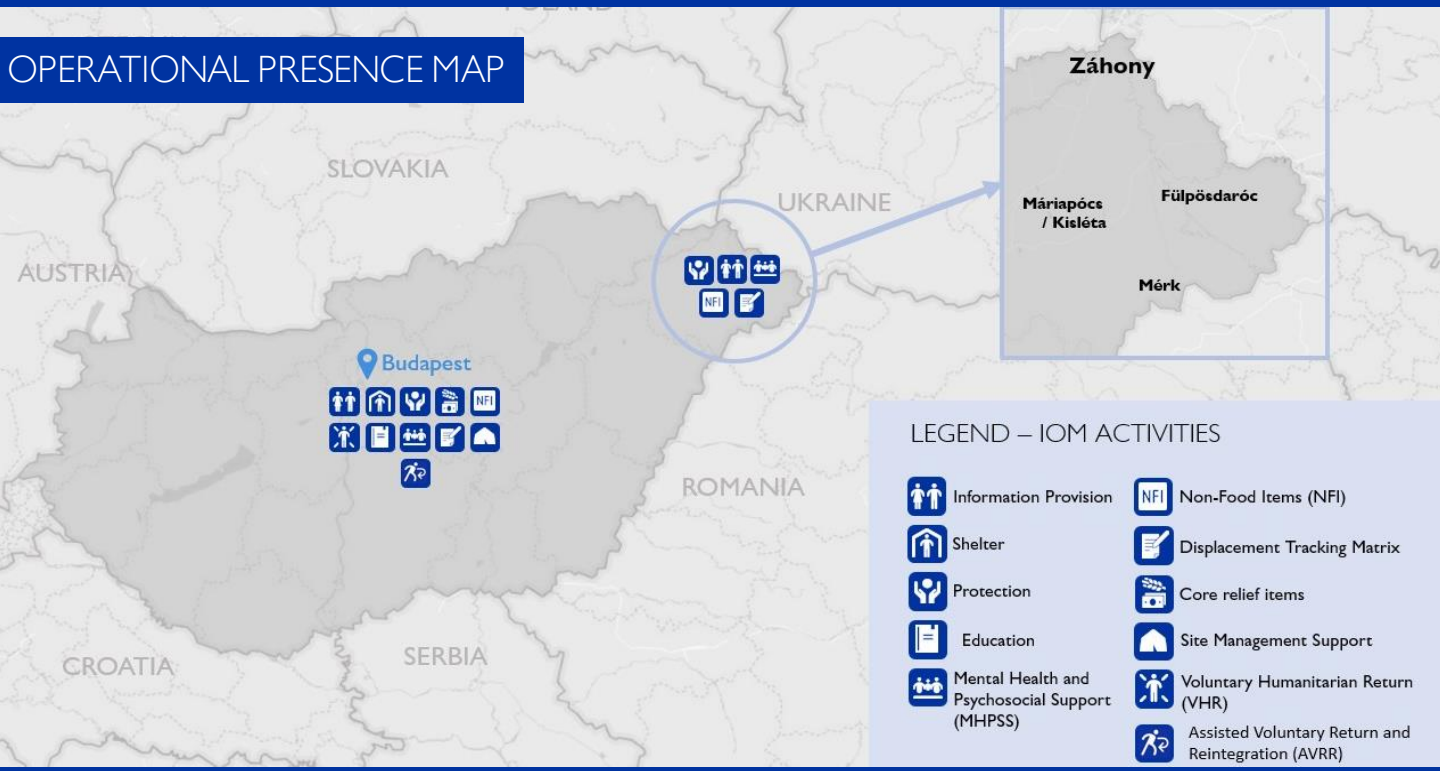 POLAND
OPERATIONAL PRESENCE MAP
SLOVAKIA
UKRAINE
AUSTRIA
Budapest
NFI
NFI
ROMANIA
SERBIA
CROATIA
Záhony
Máriapócs
/ Kisléta
Fülpösdaróc
Mérk
LEGEND – IOM ACTIVITIES
Information Provision
Shelter
Protection
Education
Mental Health and
Psychosocial Support
(MHPSS)
NFI
Non-Food Items (NFI)
Displacement Tracking Matrix
Core relief items
Site Management Support
Voluntary Humanitarian Return
(VHR)
Assisted Voluntary Return and
Reintegration (AVRR)